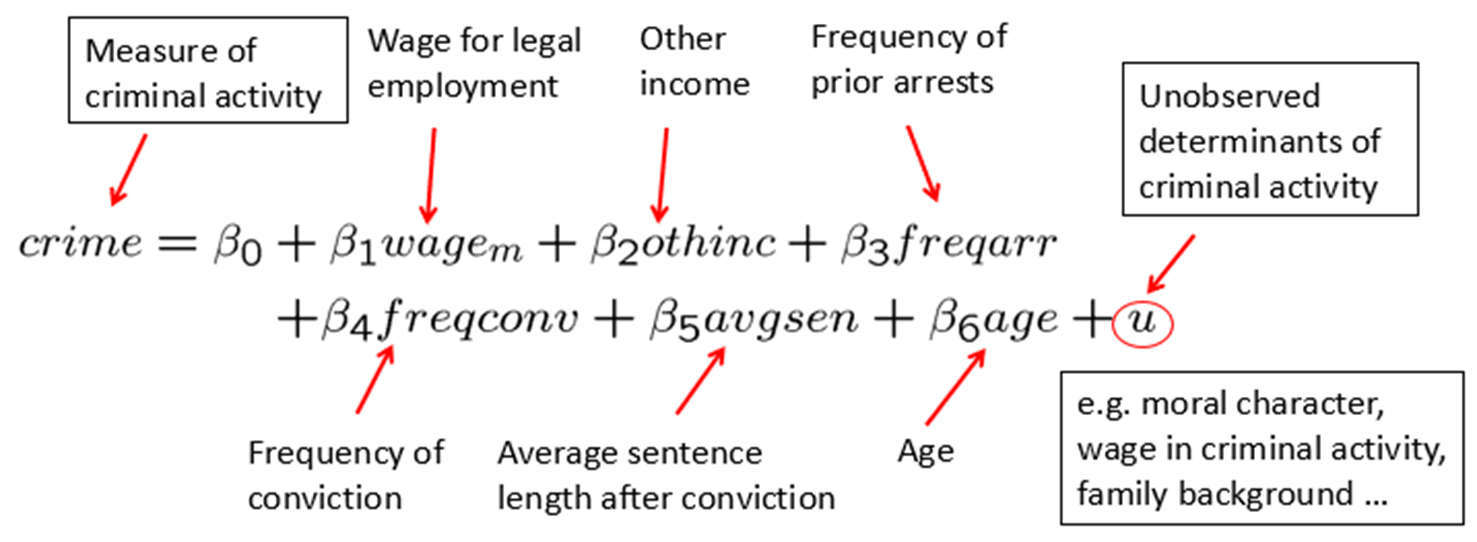 Measure of
criminal activity
Wage for legal
employment
Other
income
Frequency of
prior arrests
Unobserved
determinants of
criminal activity
crime = β₀ + β₁wageₘ + β₂othinc + β₃freqarr
+β₄freqconv + β₅avgsen + β₆age + u
Frequency of
conviction
Average sentence
length after conviction
Age
e.g. moral character,
wage in criminal activity,
family background ...